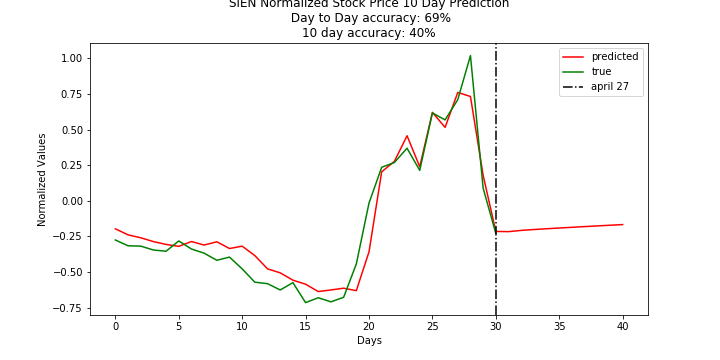 SIEN Normalized Stock Price 10 Day Prediction
Day to Day accuracy: 69%
10 day accuracy: 40%
predicted
true
april 27
1.00
0.75
0.50
0.25
0.00
−0.25
−0.50
−0.75
Normalized Values
0 5 10 15 20 25 30 35 40
Days